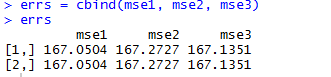 > errs = cbind(mse1, mse2, mse3)
> errs
         mse1     mse2     mse3
[1,] 167.0504 167.2727 167.1351
[2,] 167.0504 167.2727 167.1351